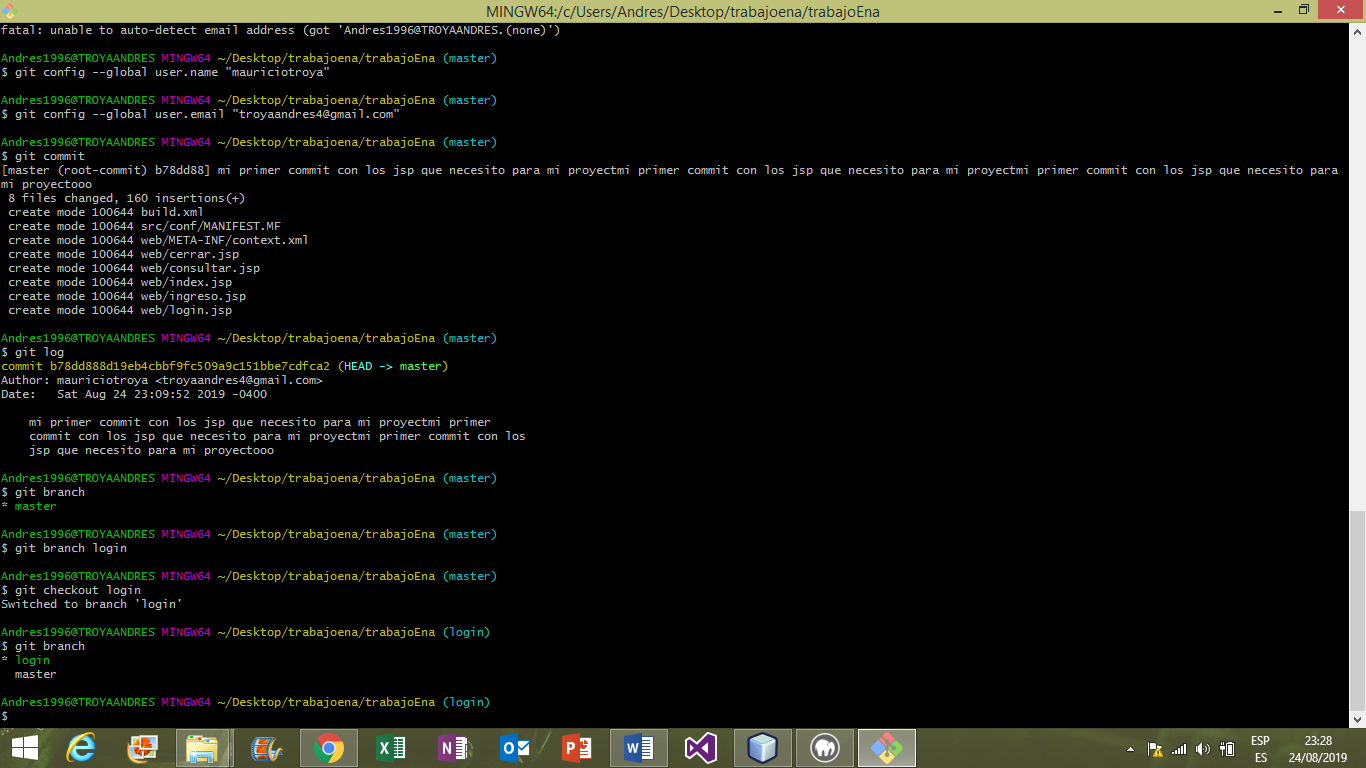 MINGW64:/c/Users/Andres/Desktop/trabajoena/trabajoEna
fatal: unable to auto-detect email address (got 'Andres1996@TROYAANDRES.(none)')
Andres1996@TROYAANDRES MINGW64 ~/Desktop/trabajoena/trabajoEna (master)
$ git config --global user.name "mauriciotroya"
Andres1996@TROYAANDRES MINGW64 ~/Desktop/trabajoena/trabajoEna (master)
$ git config --global user.email "troyaandres4@gmail.com"
Andres1996@TROYAANDRES MINGW64 ~/Desktop/trabajoena/trabajoEna (master)
$ git commit
[master (root-commit) b78dd88] mi primer commit con los jsp que necesito para mi proyectmi primer commit con los jsp que necesito para mi proyectmi primer commit con los jsp que necesito para
mi proyectooo
8 files changed, 160 insertions(+)
create mode 100644 build.xml
create mode 100644 src/conf/MANIFEST.MF
create mode 100644 web/META-INF/context.xml
create mode 100644 web/cerrar.jsp
create mode 100644 web/consultar.jsp
create mode 100644 web/index.jsp
create mode 100644 web/ingreso.jsp
create mode 100644 web/login.jsp
Andres1996@TROYAANDRES MINGW64 ~/Desktop/trabajoena/trabajoEna (master)
$ git log
commit b78dd888d19eb4cbbf9fc509a9c151bbe7cdfca2 (HEAD -> master)
Author: mauriciotroya <troyaandres4@gmail.com>
Date:   Sat Aug 24 23:09:52 2019 -0400
mi primer commit con los jsp que necesito para mi proyectmi primer
commit con los jsp que necesito para mi proyectmi primer commit con los
jsp que necesito para mi proyectooo
Andres1996@TROYAANDRES MINGW64 ~/Desktop/trabajoena/trabajoEna (master)
$ git branch
* master
Andres1996@TROYAANDRES MINGW64 ~/Desktop/trabajoena/trabajoEna (master)
$ git branch login
Andres1996@TROYAANDRES MINGW64 ~/Desktop/trabajoena/trabajoEna (master)
$ git checkout login
Switched to branch 'login'
Andres1996@TROYAANDRES MINGW64 ~/Desktop/trabajoena/trabajoEna (login)
$ git branch
* login
master
Andres1996@TROYAANDRES MINGW64 ~/Desktop/trabajoena/trabajoEna (login)
$
ESP
ES
23:28
24/08/2019